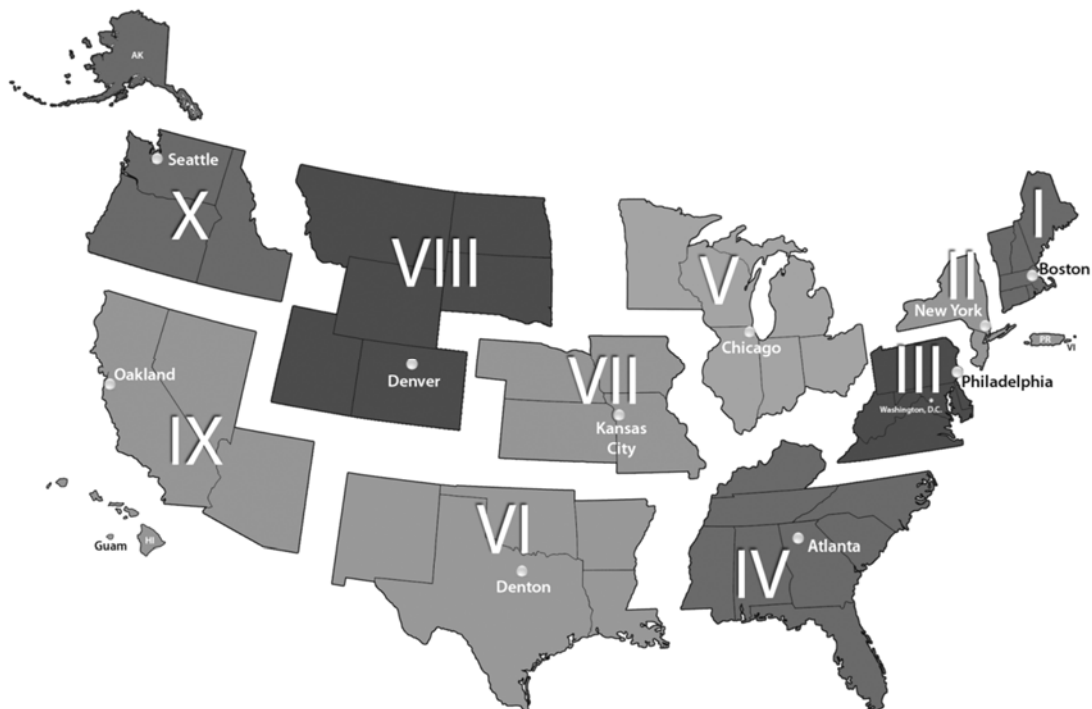 AK
Seattle
X
VIII
I
II
Boston
V
New York
PR
VI
Chicago
III
Philadelphia
Washington, D.C.
Oakland
Denver
VII
Kansas
City
IX
VI
Guam
HI
Denton
IV
Atlanta